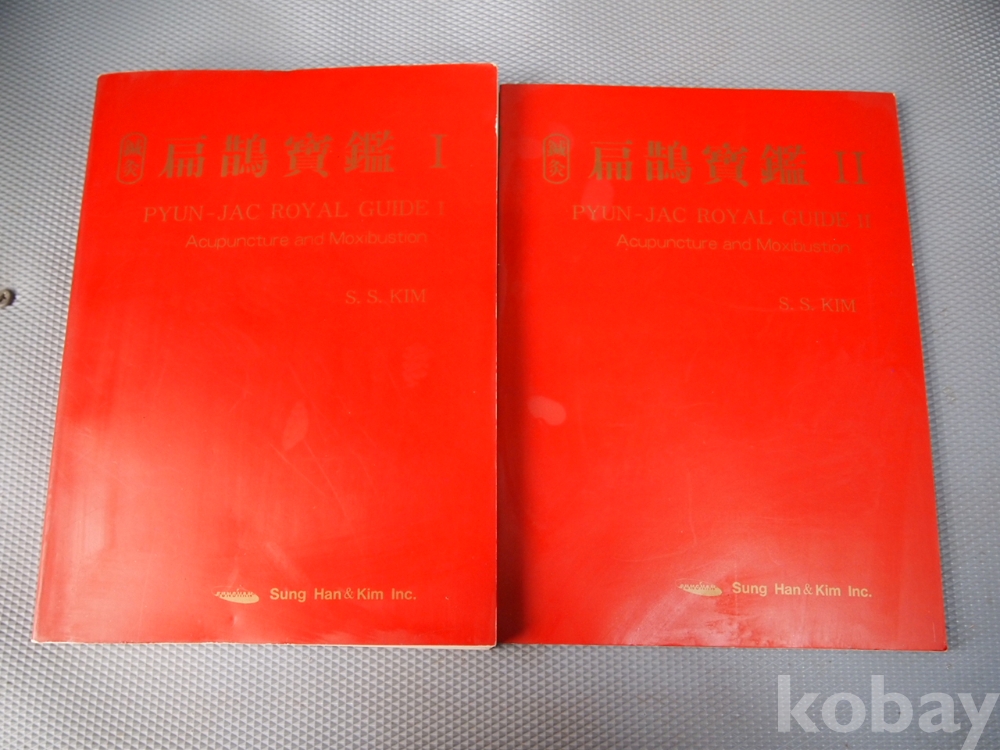 鍼灸 扁鵲寶鑑 I
PYUN-JAC ROYAL GUIDE I
Acupuncture and Moxibustion
S. S. KIM
Sung Han & Kim Inc.
鍼灸 扁鵲寶鑑 II
PYUN-JAC ROYAL GUIDE II
Acupuncture and Moxibustion
S. S. KIM
Sung Han & Kim Inc.
kobay